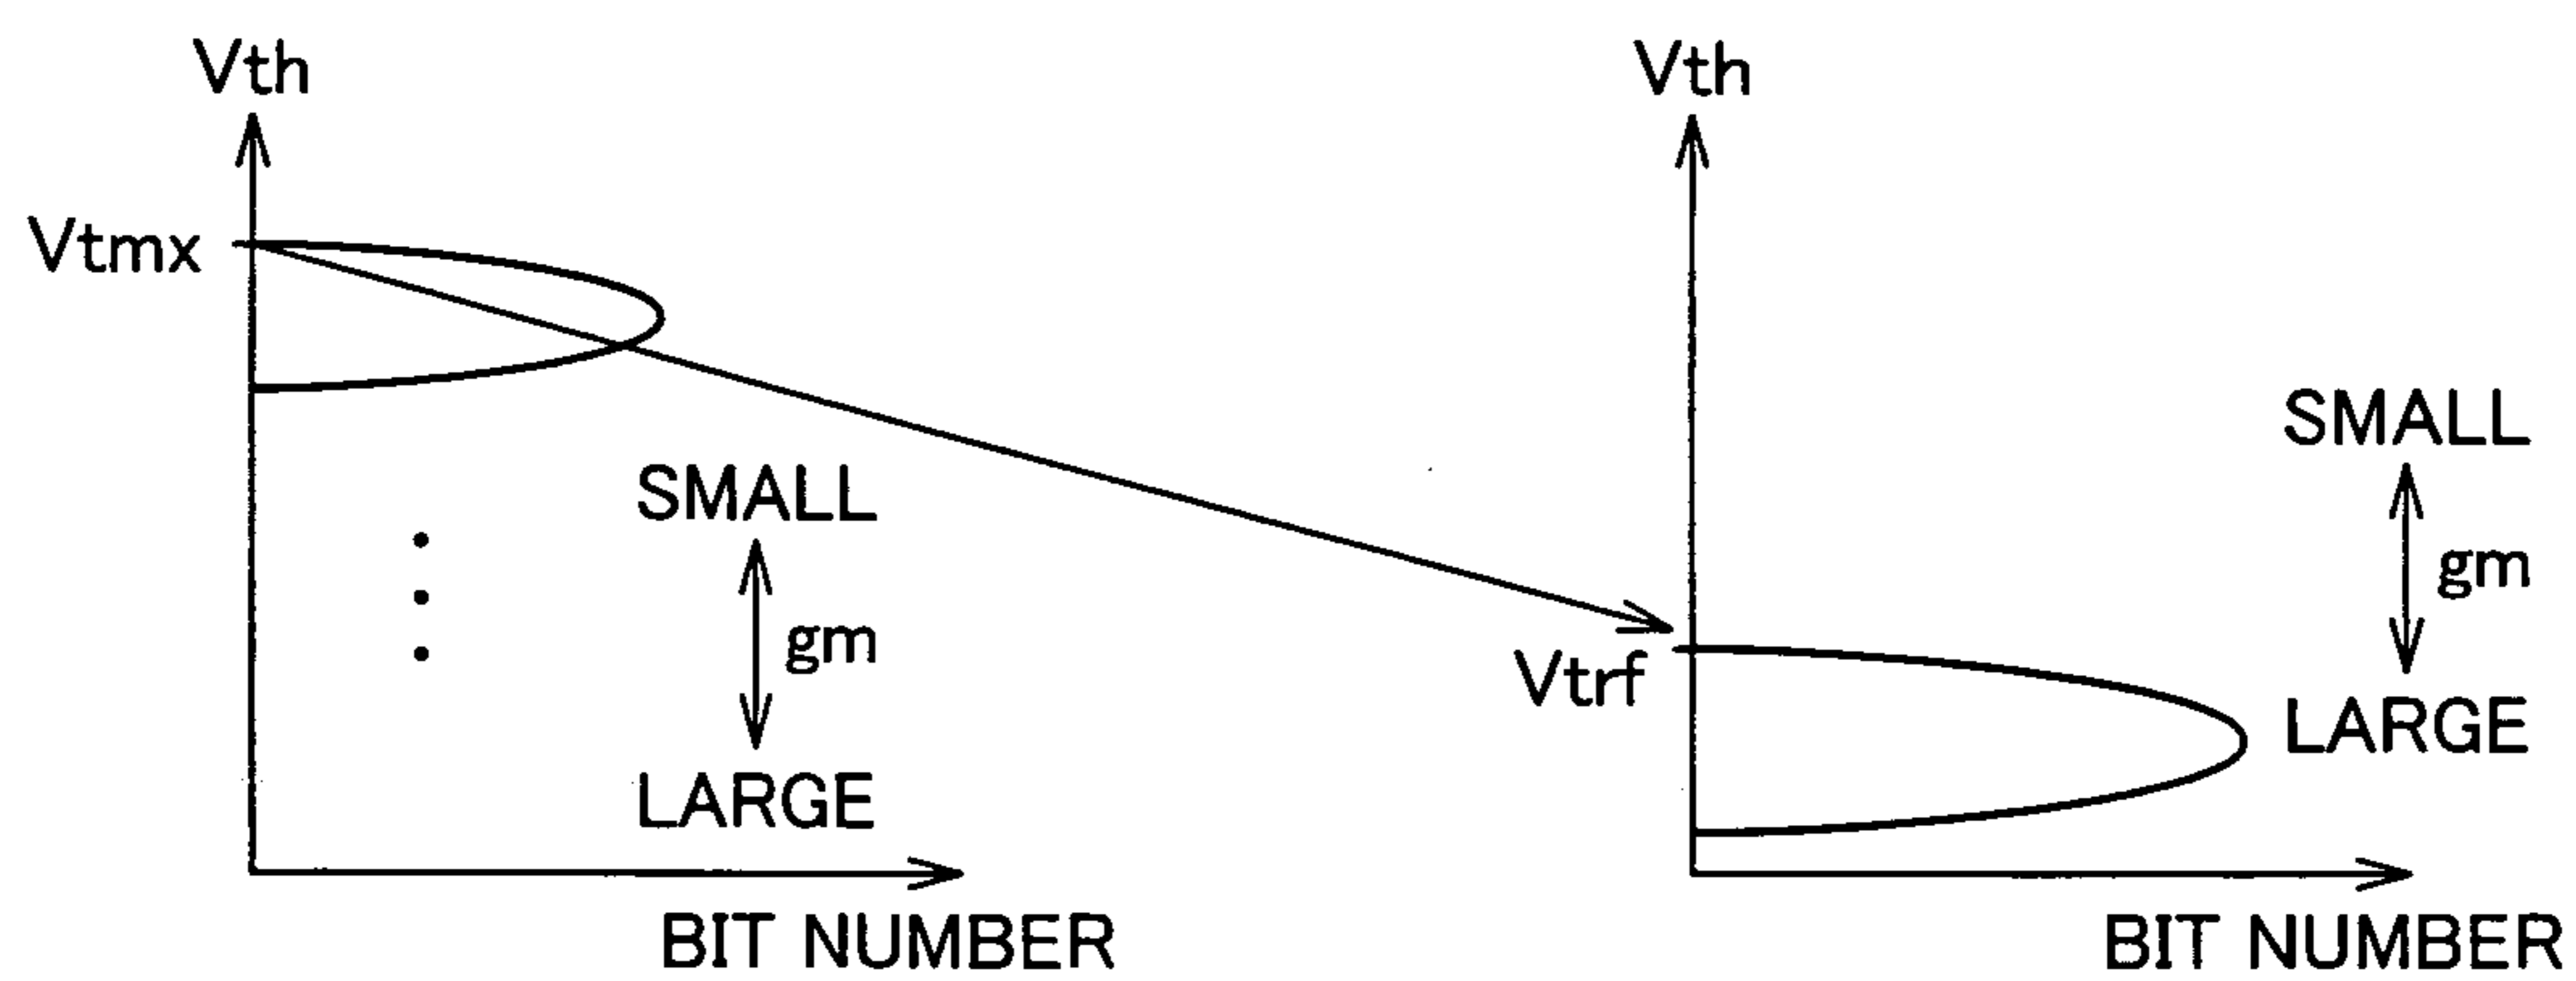 Vth
Vtmx
SMALL
gm
LARGE
BIT NUMBER
Vth
SMALL
gm
Vtrf
LARGE
BIT NUMBER